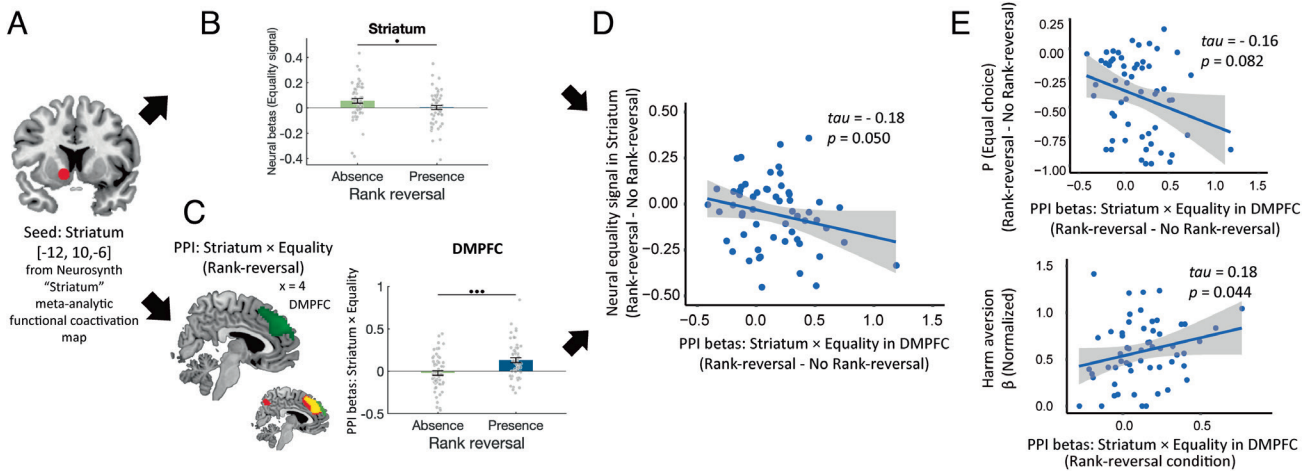 A
Seed: Striatum
[-12, 10,-6]
from Neurosynth
"Striatum"
meta-analytic
functional coactivation
map
B
Striatum
•
Neural betas (Equality signal)
0.4
0.2
0
-0.2
-0.4
Absence
Presence
Rank reversal
C
PPI: Striatum × Equality
(Rank-reversal)
x = 4
DMPFC
DMPFC
•••
PPI betas: Striatum × Equality
1
0.5
0
-0.5
Absence
Presence
Rank reversal
D
tau = - 0.18
p = 0.050
Neural equality signal in Striatum
(Rank-reversal - No Rank-reversal)
0.50
0.25
0.00
−0.25
−0.50
−0.5
0.0
0.5
1.0
1.5
PPI betas: Striatum × Equality in DMPFC
(Rank-reversal - No Rank-reversal)
E
tau = - 0.16
p = 0.082
P (Equal choice)
(Rank-reversal - No Rank-reversal)
0.25
0.00
−0.25
−0.50
−0.75
−1.00
−0.5
0.0
0.5
1.0
1.5
PPI betas: Striatum × Equality in DMPFC
(Rank-reversal - No Rank-reversal)
tau = 0.18
p = 0.044
Harm aversion
β (Normalized)
1.5
1.0
0.5
0.0
0.0
0.5
PPI betas: Striatum × Equality in DMPFC
(Rank-reversal condition)